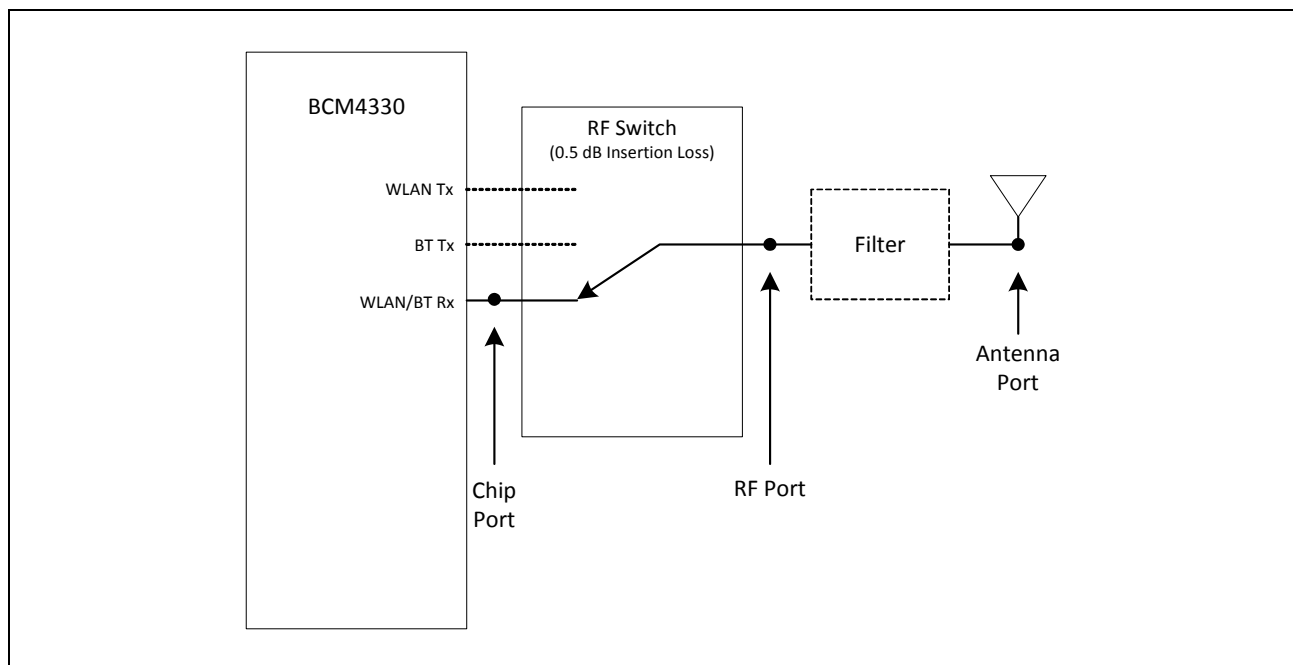 BCM4330
RF Switch
(0.5 dB Insertion Loss)
WLAN Tx
BT Tx
WLAN/BT Rx
Filter
Chip
Port
RF Port
Antenna
Port